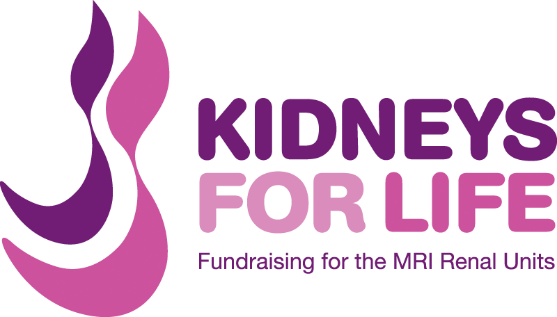 KIDNEYS
FOR LIFE
Fundraising for the MRI Renal Units